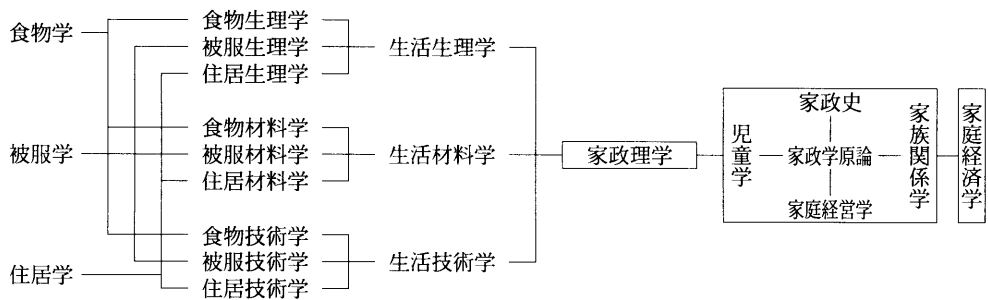 食物学
被服学
住居学
食物生理学
被服生理学
住居生理学
食物材料学
被服材料学
住居材料学
食物技術学
被服技術学
住居技術学
生活生理学
生活材料学
生活技術学
家政理学
児童学
家政史
家政学原論
家庭経営学
家族関係学
家庭経済学